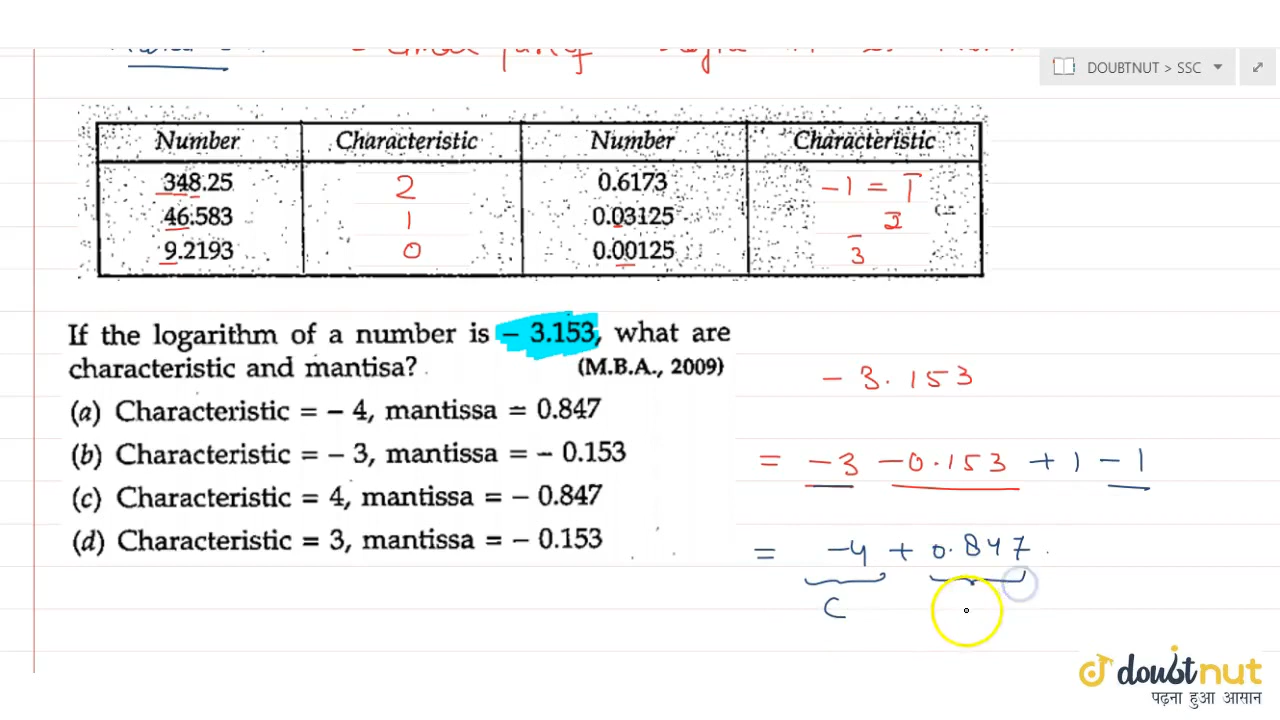 DOUBTNUT > SSC
Number Characteristic Number Characteristic
348.25 2 0.6173 -1 = 1̅
46.583 1 0.03125 2̅
9.2193 0 0.00125 3̅
If the logarithm of a number is – 3.153, what are
characteristic and mantisa? (M.B.A., 2009)
(a) Characteristic = – 4, mantissa = 0.847
(b) Characteristic = – 3, mantissa = – 0.153
(c) Characteristic = 4, mantissa = – 0.847
(d) Characteristic = 3, mantissa = – 0.153
- 3.153
= -3 -0.153 + 1 - 1
= -4 + 0.847
C
doubtnut
पढ़ना हुआ आसान